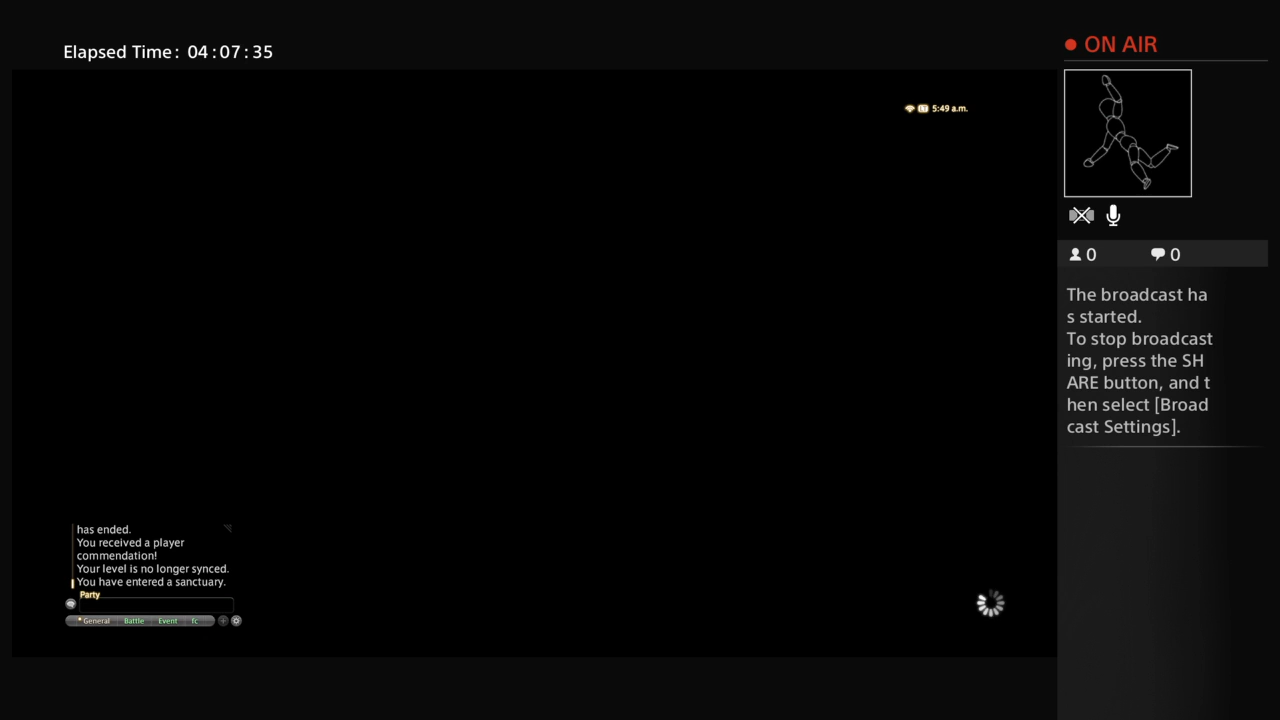 Elapsed Time: 04:07:35
ON AIR
LT 5:49 a.m.
0 0
The broadcast ha
s started.
To stop broadcast
ing, press the SH
ARE button, and t
hen select [Broad
cast Settings].
has ended.
You received a player
commendation!
Your level is no longer synced.
You have entered a sanctuary.
Party
General Battle Event fc